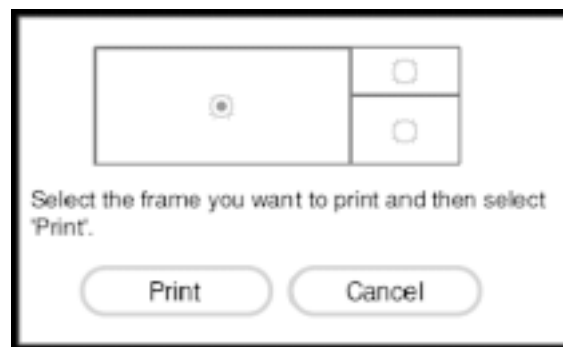 Select the frame you want to print and then select
'Print'.
Print
Cancel